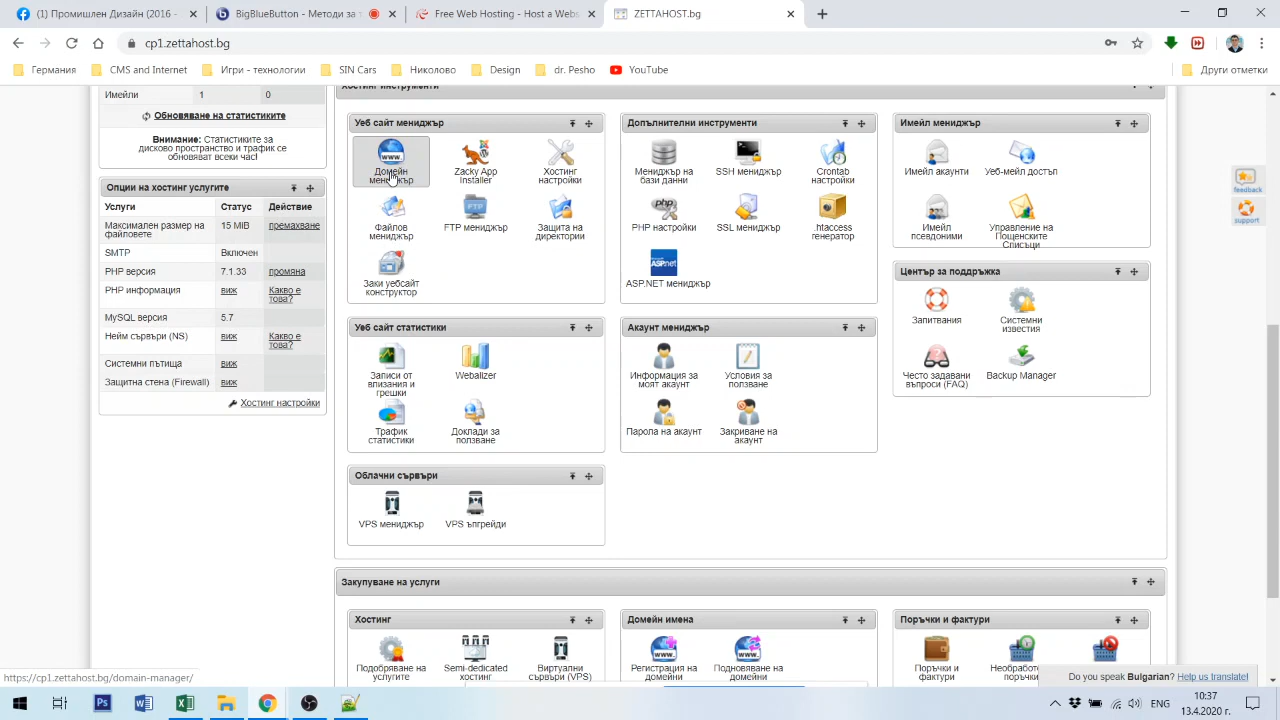 (1) Промишлен Дизайн (2016 -
BigBlueButton - Методи за т
Free Web Hosting - Host a Webs
ZETTAHOST.bg
cp1.zettahost.bg
Германия
CMS and Internet
Игри - технологии
SIN Cars
Николово
Design
dr. Pesho
YouTube
Други отметки
Имейли 1 0
Обновяване на статистиките
Внимание: Статистиките за
дисково пространство и трафик се
обновяват всеки час!
Опции на хостинг услугите
Услуги Статус Действие
Максимален размер на
файловете
15 MiB премахване
SMTP Включен
PHP версия 7.1.33 промяна
PHP информация виж Какво е
това?
MySQL версия 5.7
Нейм сървъри (NS) виж Какво е
това?
Системни пътища виж
Защитна стена (Firewall) виж
Хостинг настройки
Хостинг инструменти
Уеб сайт мениджър
Домейн
мениджър
Zacky App
Installer
Хостинг
настройки
Файлов
мениджър
FTP мениджър
Защита
на
директории
Заки уебсайт
конструктор
Допълнителни инструменти
Мениджър на
бази данни
SSH мениджър
Crontab
настройки
PHP настройки
SSL мениджър
htaccess
генератор
ASP.net
ASP.NET мениджър
Имейл мениджър
Имейл акаунти
Уеб-мейл достъп
Имейл
псевдоними
Управление на
Пощенските
Списъци
Уеб сайт статистики
Записи от
влизания и
грешки
Webalizer
Трафик
статистики
Доклади за
ползване
Акаунт мениджър
Информация за
моят акаунт
Условия за
ползване
Парола на акаунт
Закриване на
акаунт
Център за поддръжка
Запитвания
Системни
известия
Често задавани
въпроси (FAQ)
Backup Manager
Облачни сървъри
VPS мениджър
VPS ъпгрейди
Закупуване на услуги
Хостинг
Подобряване на
услугите
Semi-dedicated
хостинг
Виртуални
сървъри (VPS)
Домейн имена
Регистрация на
домейни
Подновяване на
домейни
Поръчки и фактури
Поръчки и
фактури
feedback
support
https://cp1.zettahost.bg/domain-manager/
Do you speak Bulgarian? Help us translate!
ENG
10:37
13.4.2020 г.